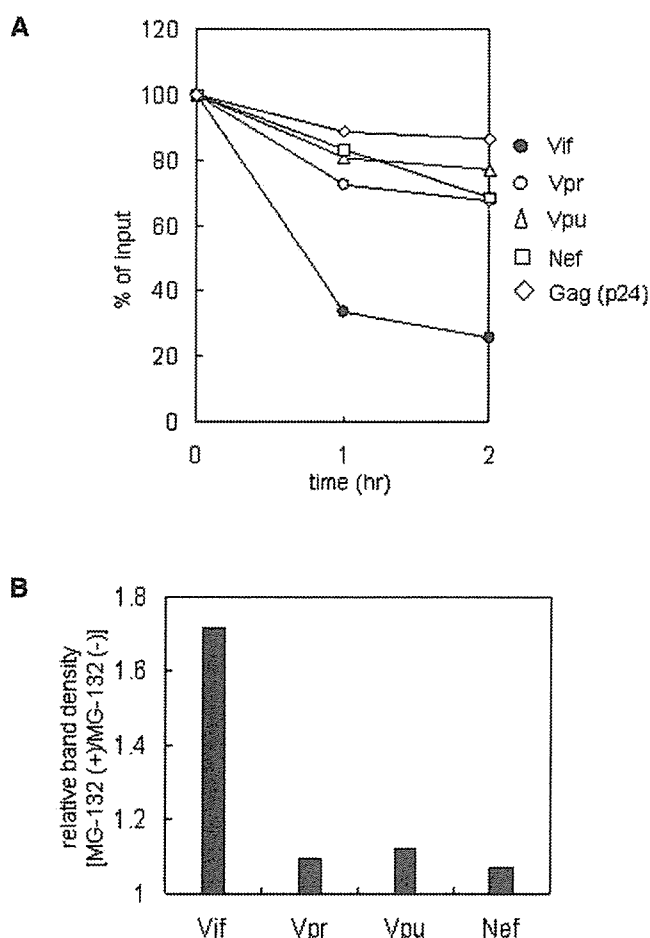 A
120
100
80
60
40
20
0
% of input
0 1 2
time (hr)
Vif
Vpr
Vpu
Nef
Gag (p24)
B
1.8
1.6
1.4
1.2
1
relative band density
[MG-132 (+)/MG-132 (-)]
Vif Vpr Vpu Nef